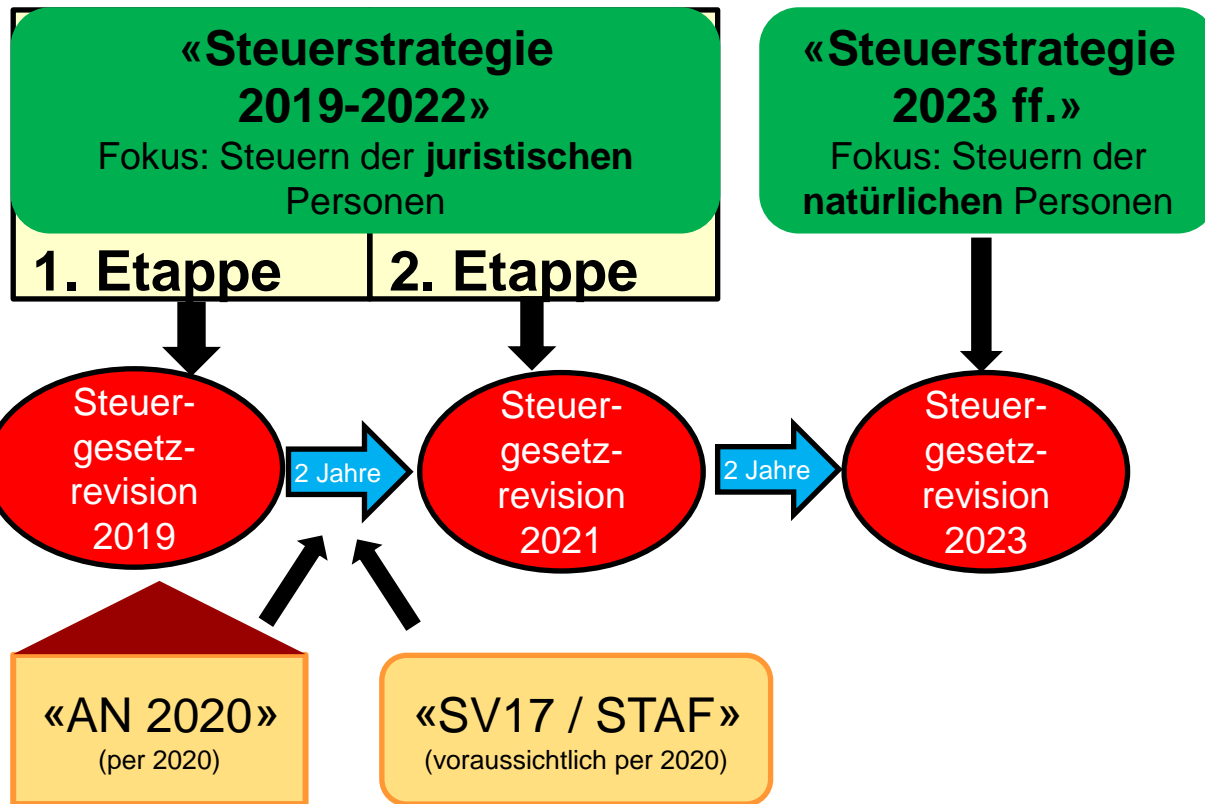 «Steuerstrategie
2019-2022»
Fokus: Steuern der juristischen
Personen
«Steuerstrategie
2023 ff.»
Fokus: Steuern der
natürlichen Personen
1. Etappe
2. Etappe
Steuer-
gesetz-
revision
2019
2 Jahre
Steuer-
gesetz-
revision
2021
2 Jahre
Steuer-
gesetz-
revision
2023
«AN 2020»
(per 2020)
«SV17 / STAF»
(voraussichtlich per 2020)